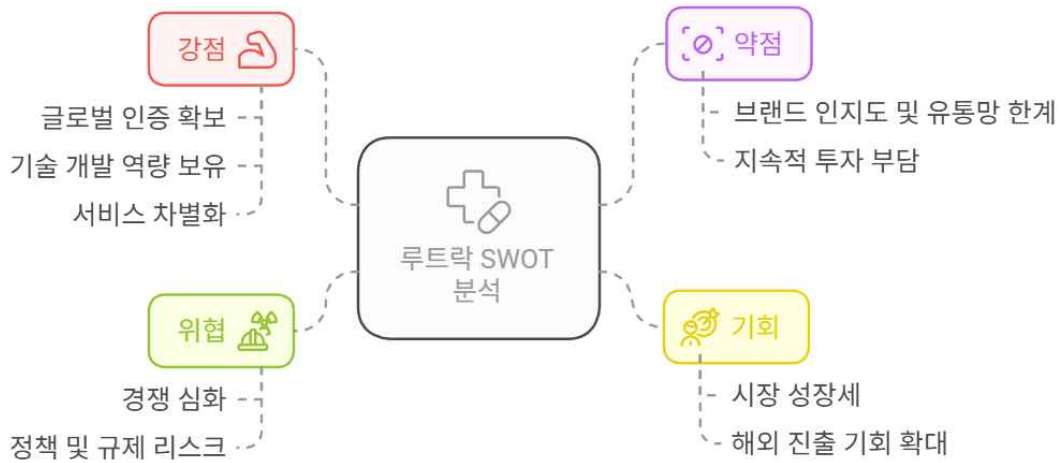 강점
글로벌 인증 확보
기술 개발 역량 보유
서비스 차별화
약점
브랜드 인지도 및 유통망 한계
지속적 투자 부담
루트락 SWOT
분석
위협
경쟁 심화
정책 및 규제 리스크
기회
시장 성장세
해외 진출 기회 확대